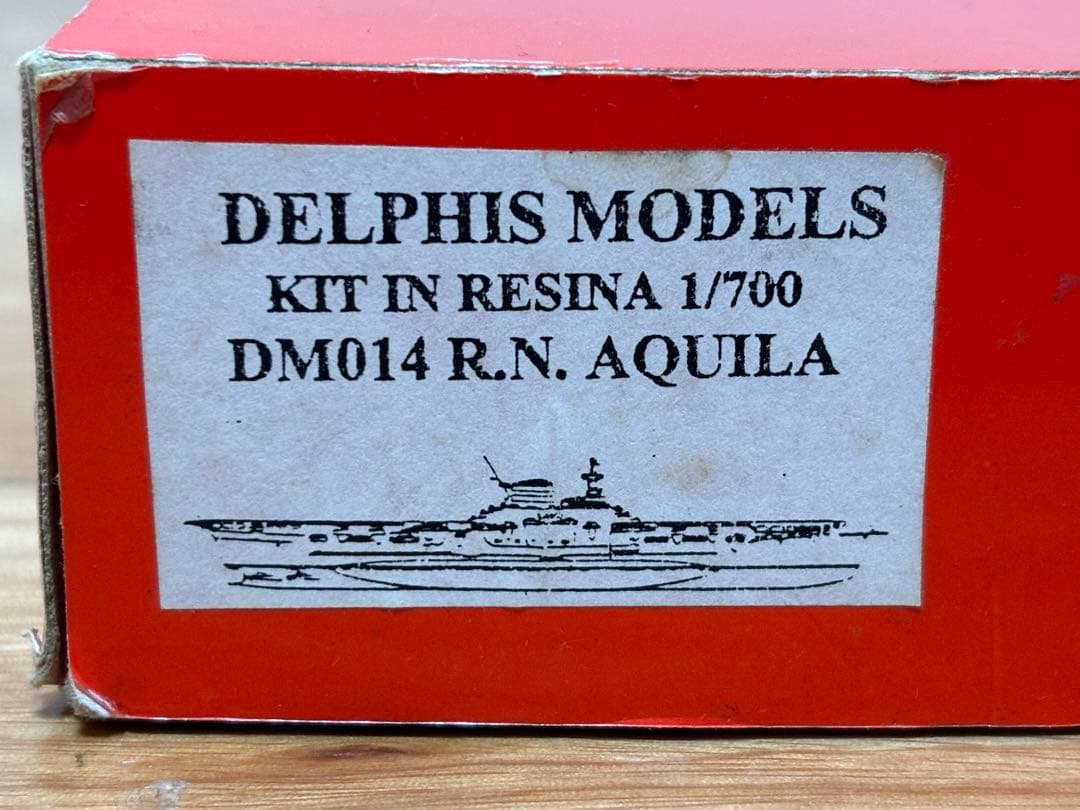 DELPHIS MODELS
KIT IN RESINA 1/700
DM014 R.N. AQUILA